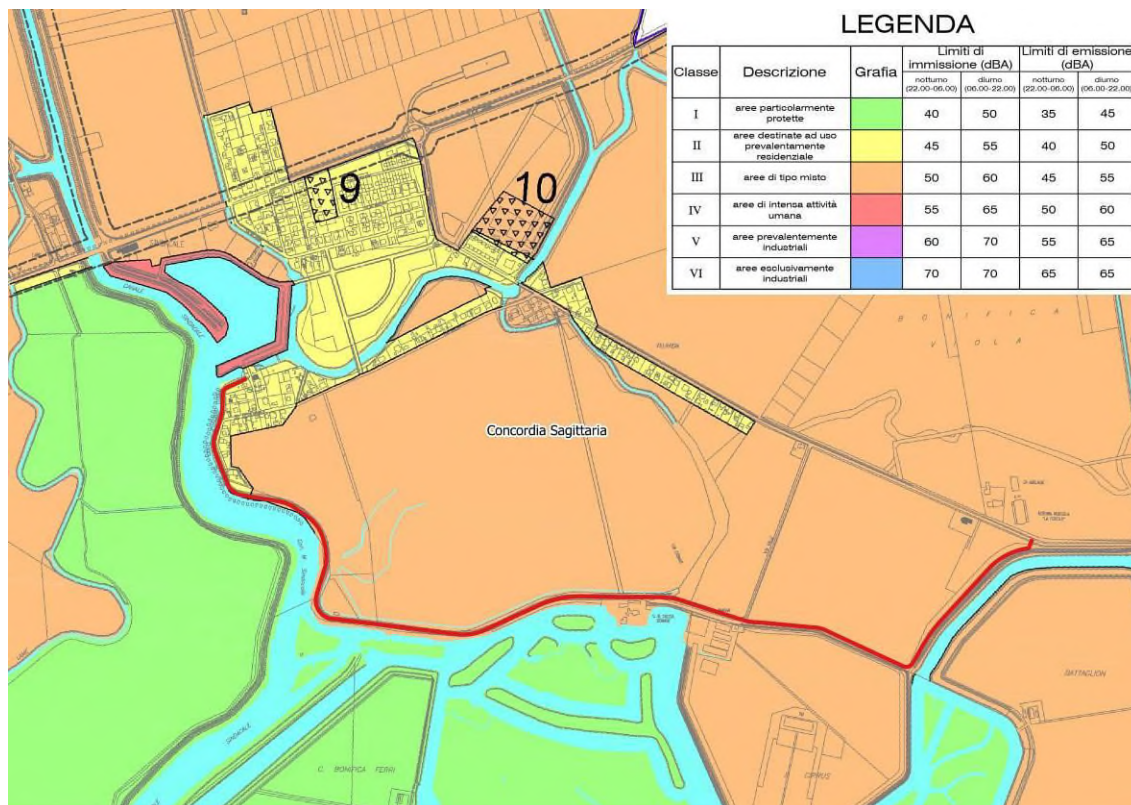 LEGENDA
Classe Descrizione Grafia Limiti di immissione (dBA) Limiti di emissione (dBA)
notturno (22.00-06.00) diurno (06.00-22.00) notturno (22.00-06.00) diurno (06.00-22.00)
I aree particolarmente protette 40 50 35 45
II aree destinate ad uso prevalentamente residenziale 45 55 40 50
III aree di tipo misto 50 60 45 55
IV aree di intensa attività umana 55 65 50 60
V aree prevalentemente industriali 60 70 55 65
VI aree esclusivamente industriali 70 70 65 65
9
10
CANALE
BONIFICA
VIOLA
Concordia Sagittaria
BATTAGLION
C. BONIFICA FERRI